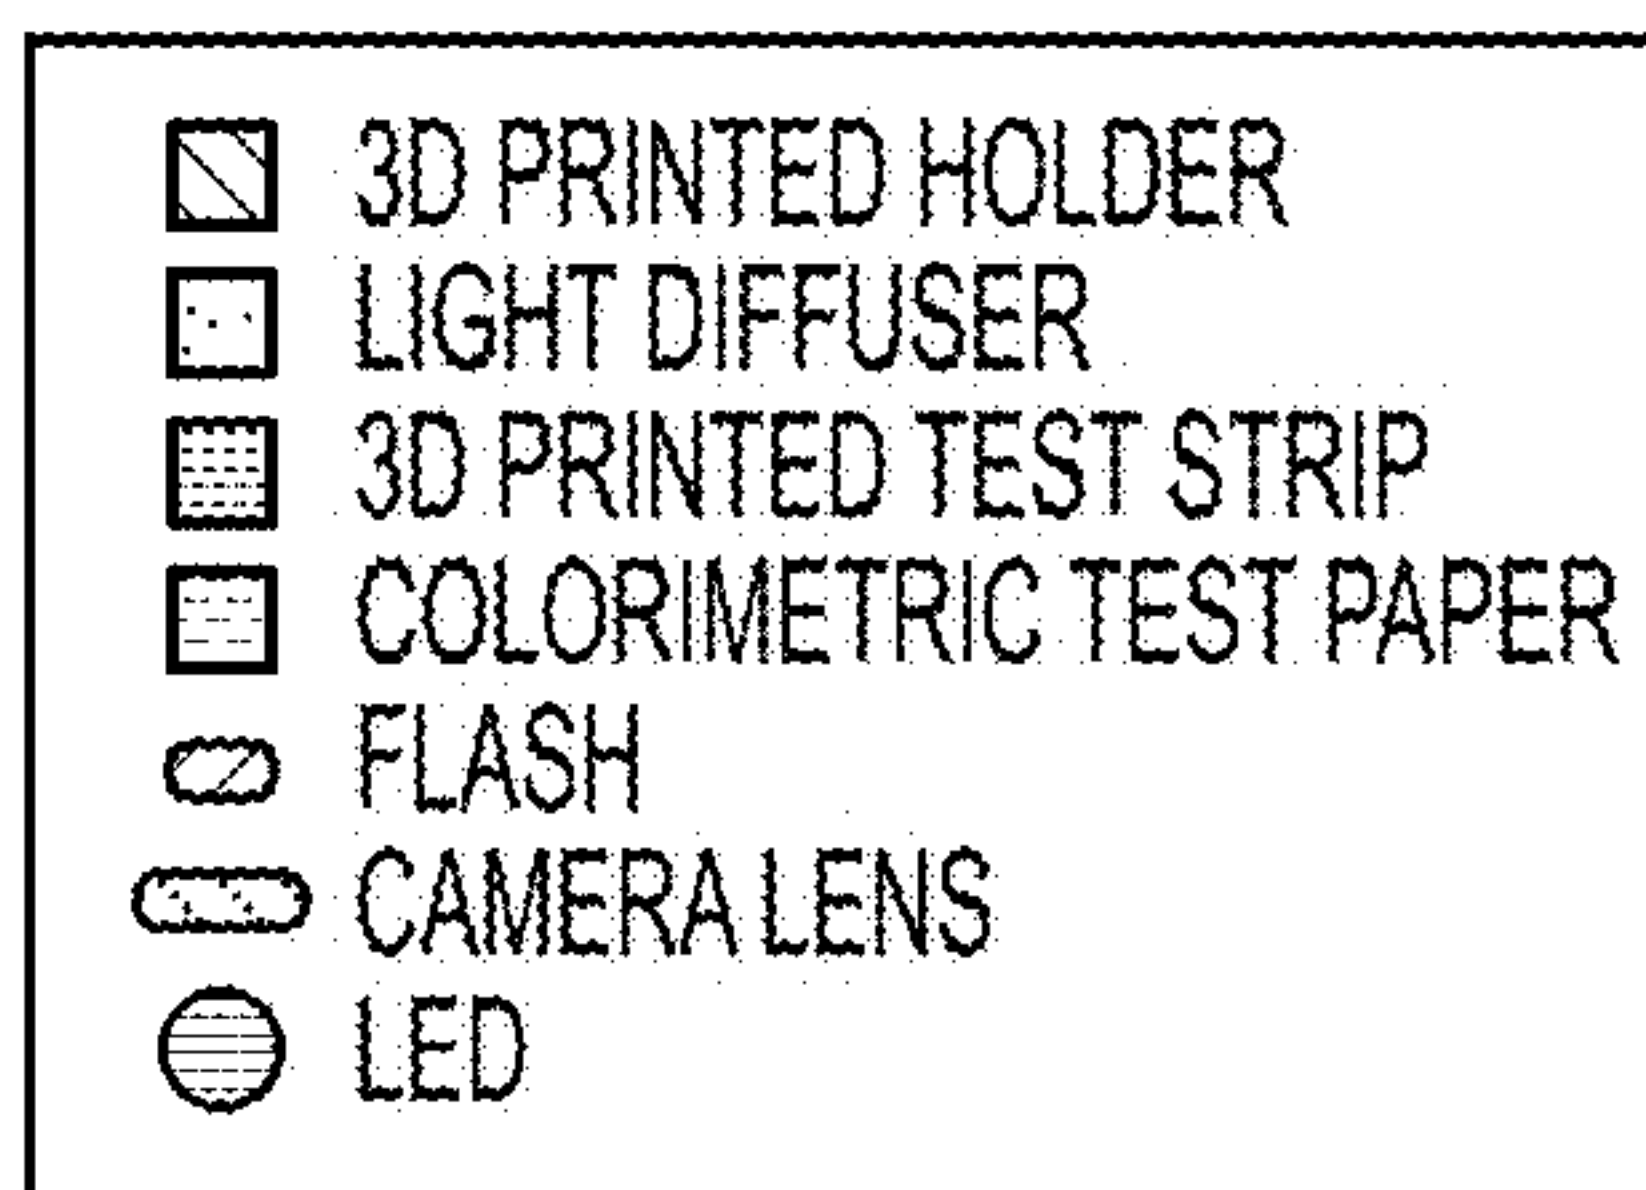 3D PRINTED HOLDER
LIGHT DIFFUSER
3D PRINTED TEST STRIP
COLORIMETRIC TEST PAPER
FLASH
CAMERA LENS
LED